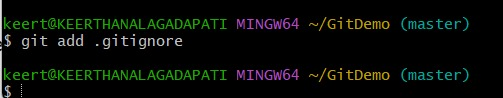 keert@KEERTHANALAGADAPATI MINGW64 ~/GitDemo (master)
$ git add .gitignore
keert@KEERTHANALAGADAPATI MINGW64 ~/GitDemo (master)
$